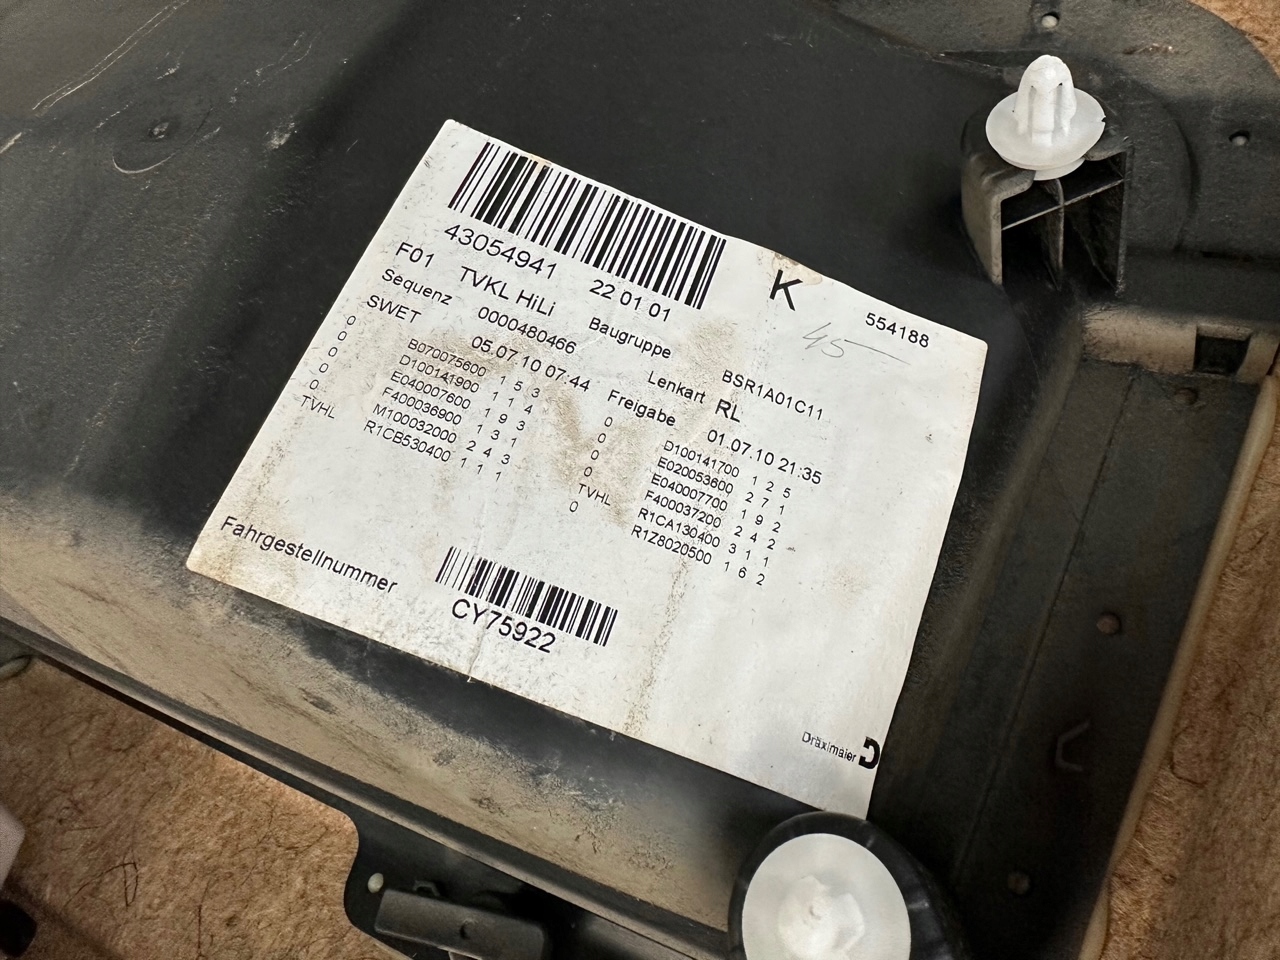 43054941 22 01 01
K
554188
45
F01 TVKL HiLi Baugruppe BSR1A01C11
Sequenz 0000480466 Lenkart RL
SWET 05.07.10 07:44 Freigabe 01.07.10 21:35
0 B070075600 1 5 3 0 D100141700 1 2 5
0 D100141900 1 1 4 0 E020053600 2 7 1
0 E040007600 1 9 3 0 E040007700 1 9 2
0 F400036900 1 3 1 0 F400037200 2 4 2
0 M100032000 2 4 3 TVHL R1CA130400 3 1 1
TVHL R1CB530400 1 1 1 0 R1Z8020500 1 6 2
Fahrgestellnummer CY75922
Dräxlmaier